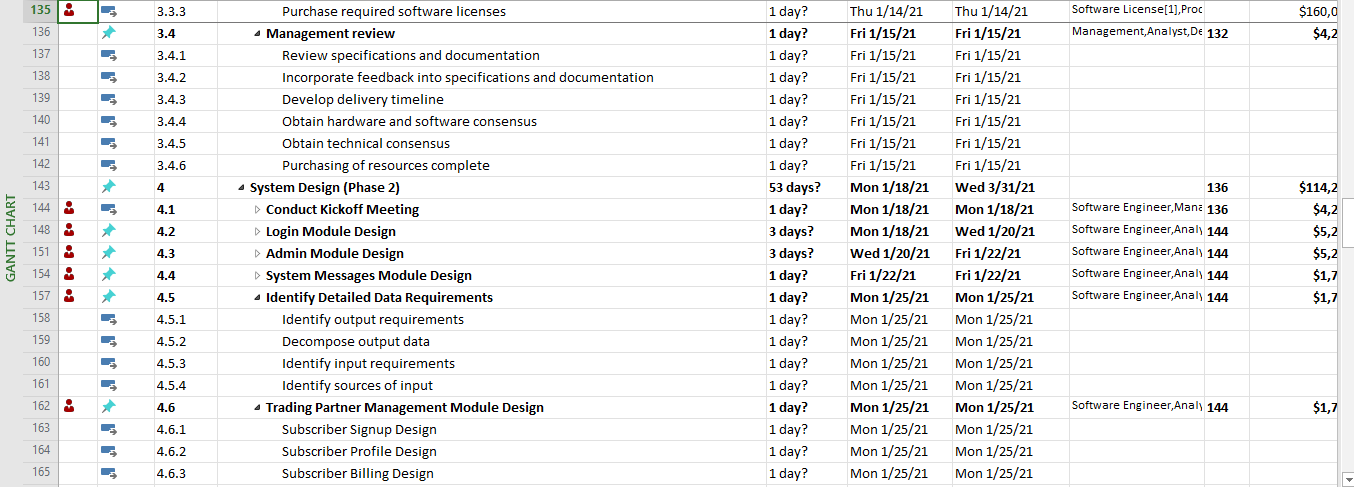 135 3.3.3 Purchase required software licenses 1 day? Thu 1/14/21 Thu 1/14/21 Software License[1],Proc $160,0
136 3.4 Management review 1 day? Fri 1/15/21 Fri 1/15/21 Management,Analyst,De 132 $4,2
137 3.4.1 Review specifications and documentation 1 day? Fri 1/15/21 Fri 1/15/21
138 3.4.2 Incorporate feedback into specifications and documentation 1 day? Fri 1/15/21 Fri 1/15/21
139 3.4.3 Develop delivery timeline 1 day? Fri 1/15/21 Fri 1/15/21
140 3.4.4 Obtain hardware and software consensus 1 day? Fri 1/15/21 Fri 1/15/21
141 3.4.5 Obtain technical consensus 1 day? Fri 1/15/21 Fri 1/15/21
142 3.4.6 Purchasing of resources complete 1 day? Fri 1/15/21 Fri 1/15/21
143 4 System Design (Phase 2) 53 days? Mon 1/18/21 Wed 3/31/21 136 $114,2
144 4.1 Conduct Kickoff Meeting 1 day? Mon 1/18/21 Mon 1/18/21 Software Engineer,Mana 136 $4,2
148 4.2 Login Module Design 3 days? Mon 1/18/21 Wed 1/20/21 Software Engineer,Analy 144 $5,2
151 4.3 Admin Module Design 3 days? Wed 1/20/21 Fri 1/22/21 Software Engineer,Analy 144 $5,2
154 4.4 System Messages Module Design 1 day? Fri 1/22/21 Fri 1/22/21 Software Engineer,Analy 144 $1,7
157 4.5 Identify Detailed Data Requirements 1 day? Mon 1/25/21 Mon 1/25/21 Software Engineer,Analy 144 $1,7
158 4.5.1 Identify output requirements 1 day? Mon 1/25/21 Mon 1/25/21
159 4.5.2 Decompose output data 1 day? Mon 1/25/21 Mon 1/25/21
160 4.5.3 Identify input requirements 1 day? Mon 1/25/21 Mon 1/25/21
161 4.5.4 Identify sources of input 1 day? Mon 1/25/21 Mon 1/25/21
162 4.6 Trading Partner Management Module Design 1 day? Mon 1/25/21 Mon 1/25/21 Software Engineer,Analy 144 $1,7
163 4.6.1 Subscriber Signup Design 1 day? Mon 1/25/21 Mon 1/25/21
164 4.6.2 Subscriber Profile Design 1 day? Mon 1/25/21 Mon 1/25/21
165 4.6.3 Subscriber Billing Design 1 day? Mon 1/25/21 Mon 1/25/21
GANTT CHART